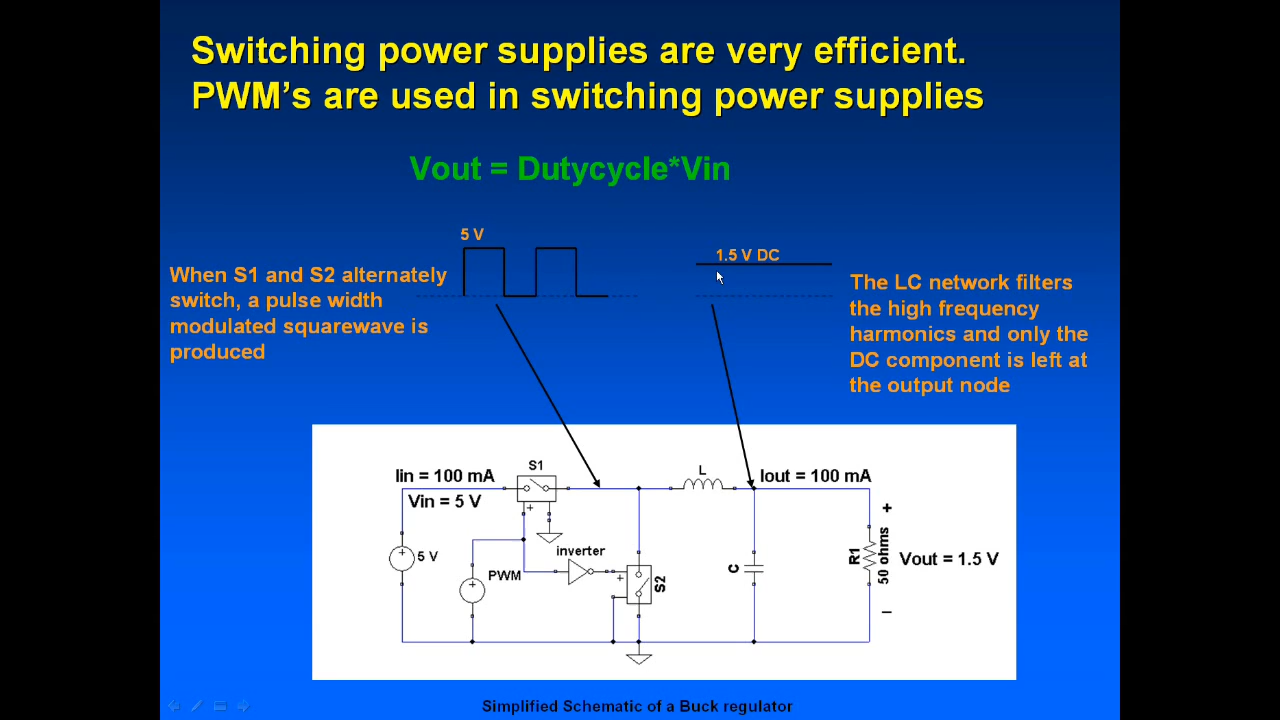 Switching power supplies are very efficient.
PWM's are used in switching power supplies
Vout = Dutycycle*Vin
5 V
1.5 V DC
When S1 and S2 alternately
switch, a pulse width
modulated squarewave is
produced
The LC network filters
the high frequency
harmonics and only the
DC component is left at
the output node
S1
L
Iin = 100 mA
Iout = 100 mA
Vin = 5 V
+
+
inverter
+
5 V
+
PWM
+
S2
C
R1
50 ohms
Vout = 1.5 V
–
Simplified Schematic of a Buck regulator